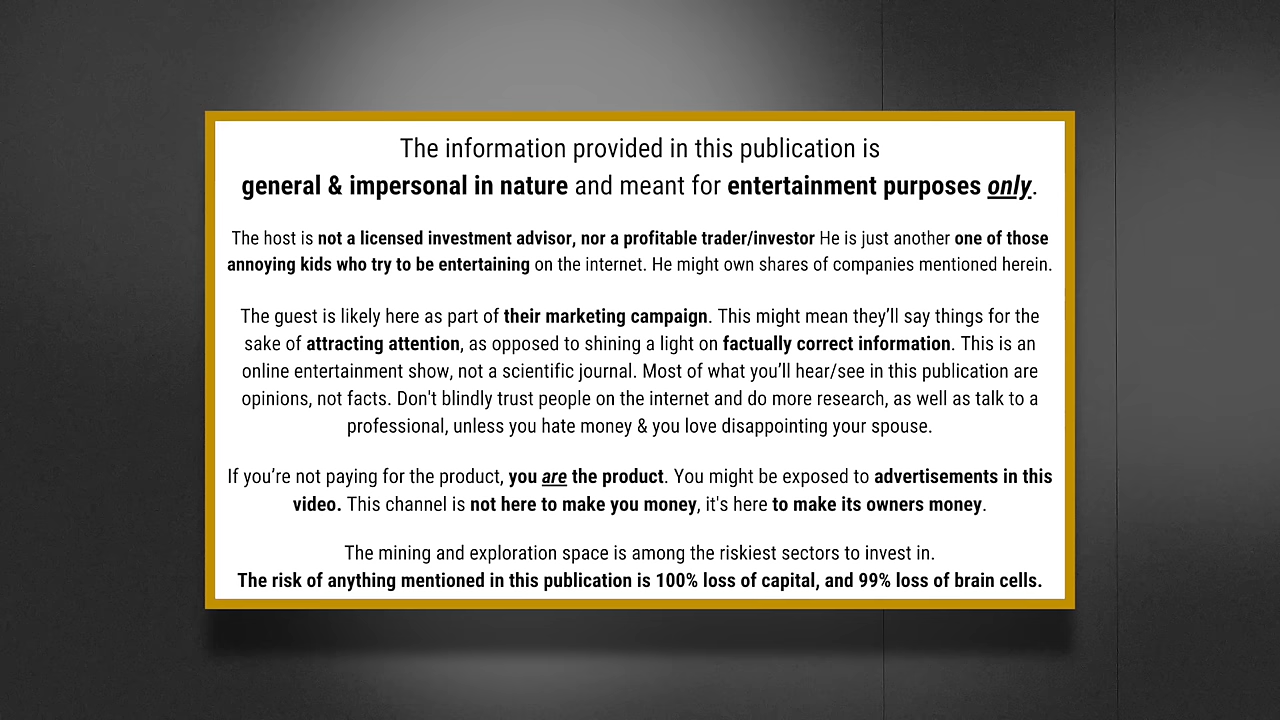 The information provided in this publication is
general & impersonal in nature and meant for entertainment purposes only.
The host is not a licensed investment advisor, nor a profitable trader/investor He is just another one of those
annoying kids who try to be entertaining on the internet. He might own shares of companies mentioned herein.
The guest is likely here as part of their marketing campaign. This might mean they’ll say things for the
sake of attracting attention, as opposed to shining a light on factually correct information. This is an
online entertainment show, not a scientific journal. Most of what you’ll hear/see in this publication are
opinions, not facts. Don't blindly trust people on the internet and do more research, as well as talk to a
professional, unless you hate money & you love disappointing your spouse.
If you’re not paying for the product, you are the product. You might be exposed to advertisements in this
video. This channel is not here to make you money, it's here to make its owners money.
The mining and exploration space is among the riskiest sectors to invest in.
The risk of anything mentioned in this publication is 100% loss of capital, and 99% loss of brain cells.